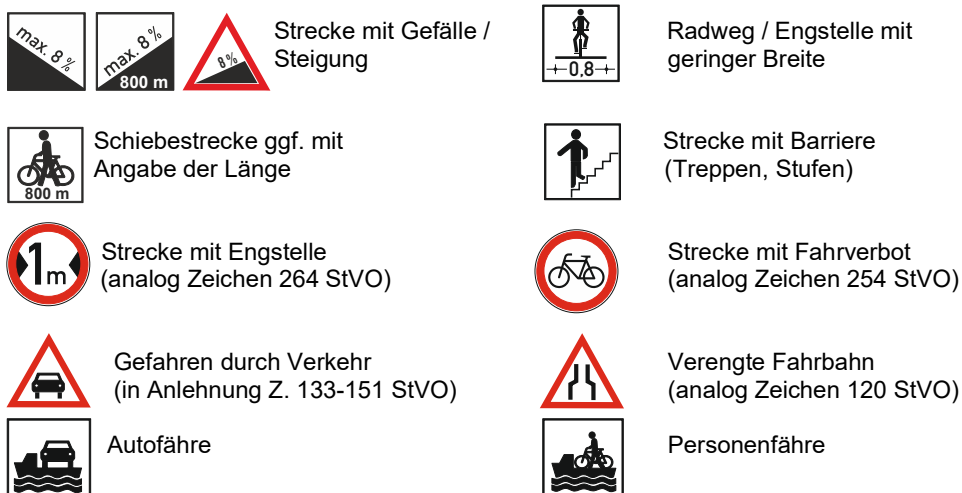 max. 8 %
max. 8 %
800 m
8%
Strecke mit Gefälle /
Steigung
0,8
Radweg / Engstelle mit
geringer Breite
800 m
Schiebestrecke ggf. mit
Angabe der Länge
Strecke mit Barriere
(Treppen, Stufen)
1m
Strecke mit Engstelle
(analog Zeichen 264 StVO)
Strecke mit Fahrverbot
(analog Zeichen 254 StVO)
Gefahren durch Verkehr
(in Anlehnung Z. 133-151 StVO)
Verengte Fahrbahn
(analog Zeichen 120 StVO)
Autofähre
Personenfähre